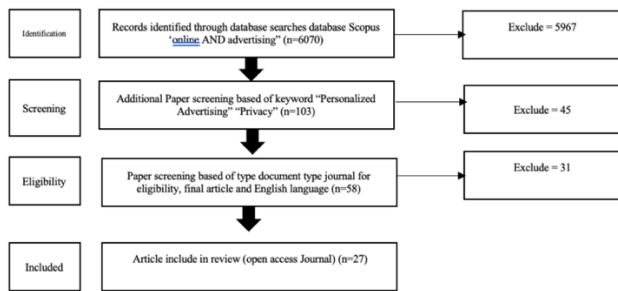 Identification
Records identified through database searches database Scopus
‘online AND advertising” (n=6070)
Exclude = 5967
Screening
Additional Paper screening based of keyword “Personalized
Advertising” “Privacy” (n=103)
Exclude = 45
Eligibility
Paper screening based of type document type journal for
eligibility, final article and English language (n=58)
Exclude = 31
Included
Article include in review (open access Journal) (n=27)